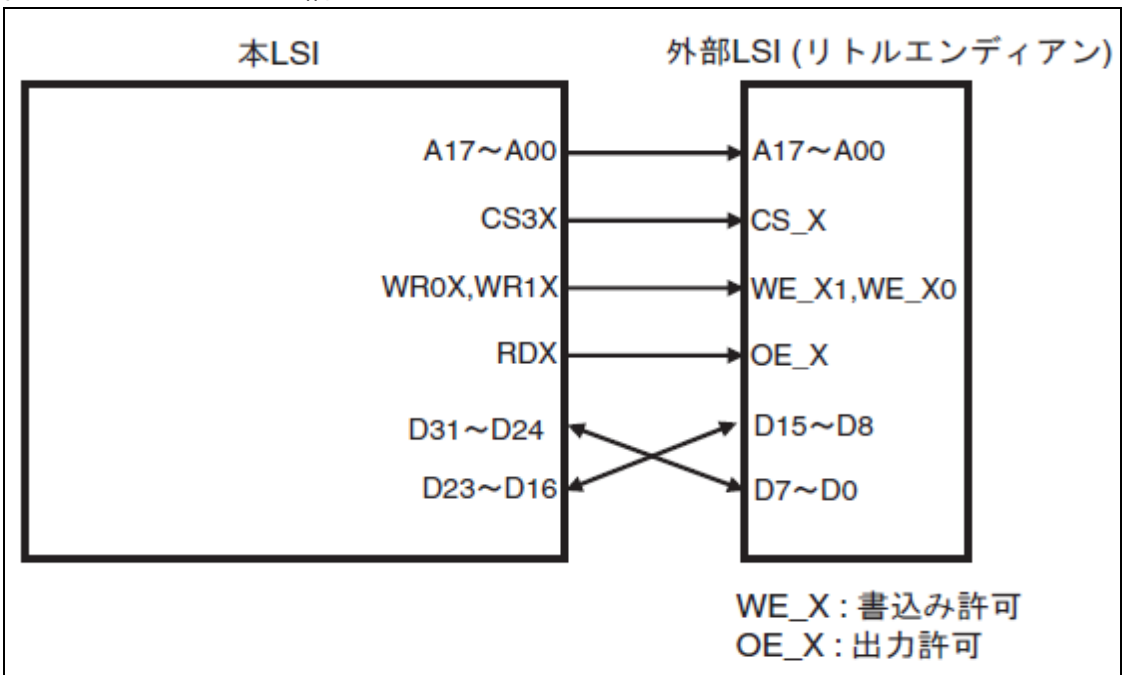 本LSI
外部LSI (リトルエンディアン)
A17～A00
A17～A00
CS3X
CS_X
WR0X,WR1X
WE_X1,WE_X0
RDX
OE_X
D31～D24
D15～D8
D23～D16
D7～D0
WE_X : 書込み許可
OE_X : 出力許可